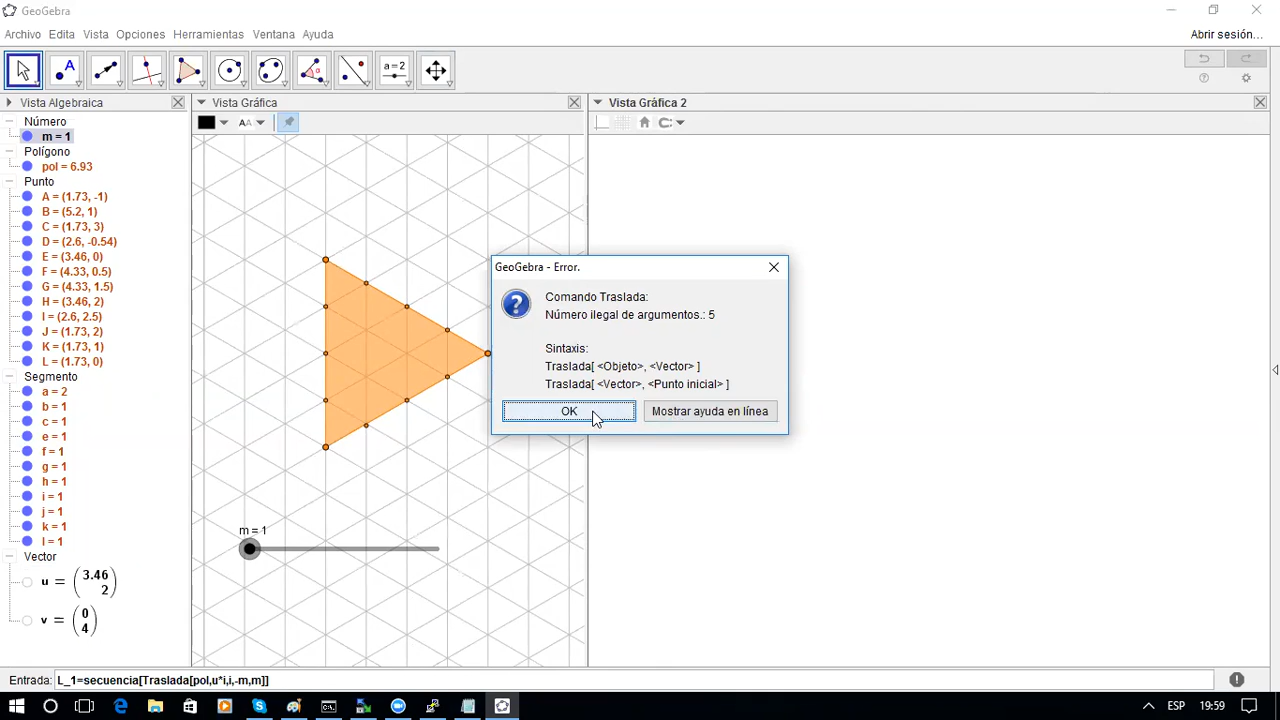 GeoGebra
Archivo Edita Vista Opciones Herramientas Ventana Ayuda
Abrir sesión...
A
a
a=2
Vista Algebraica
Vista Gráfica
Vista Gráfica 2
AA
Número
m = 1
Polígono
pol = 6.93
Punto
A = (1.73, -1)
B = (5.2, 1)
C = (1.73, 3)
D = (2.6, -0.54)
E = (3.46, 0)
F = (4.33, 0.5)
G = (4.33, 1.5)
H = (3.46, 2)
I = (2.6, 2.5)
J = (1.73, 2)
K = (1.73, 1)
L = (1.73, 0)
Segmento
a = 2
b = 1
c = 1
e = 1
f = 1
g = 1
h = 1
i = 1
j = 1
k = 1
l = 1
Vector
u = (3.46
2)
v = (0
4)
m = 1
GeoGebra - Error.
Comando Traslada:
Número ilegal de argumentos.: 5
Sintaxis:
Traslada[ <Objeto>, <Vector> ]
Traslada[ <Vector>, <Punto inicial> ]
OK
Mostrar ayuda en línea
Entrada: L_1=secuencia[Traslada[pol,u*i,i,-m,m]]
ESP 19:59